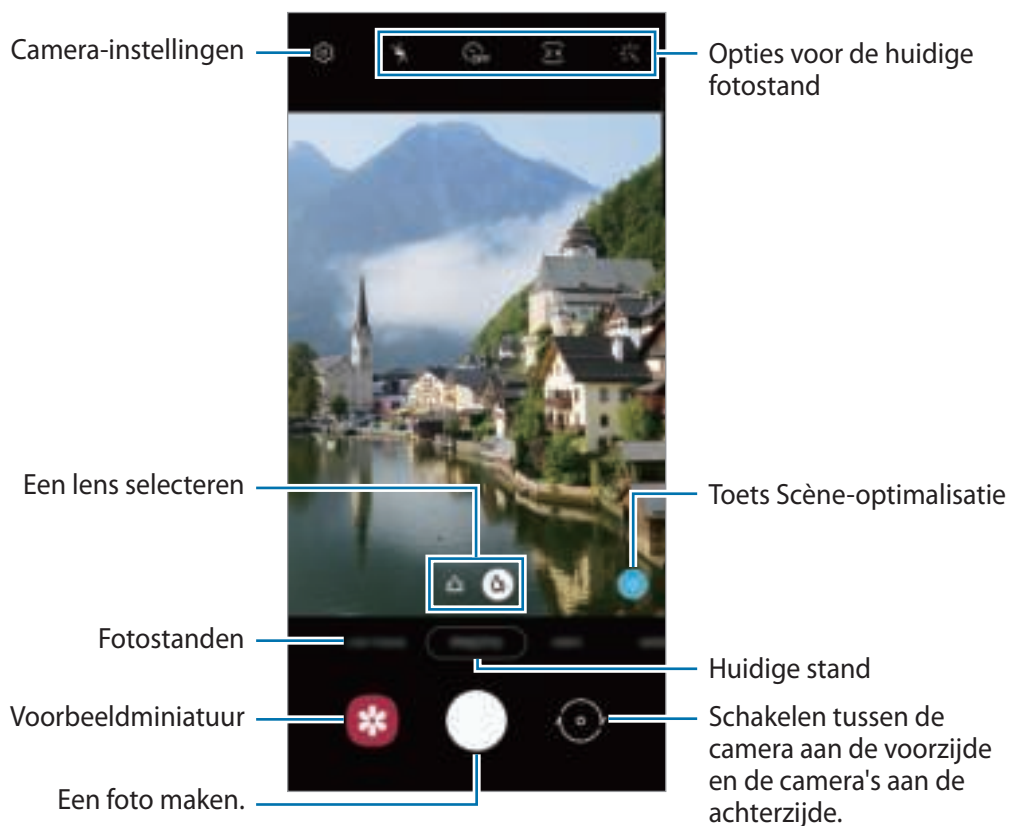 Camera-instellingen
Opties voor de huidige
fotostand
Een lens selecteren
Toets Scène-optimalisatie
Fotostanden
Huidige stand
Voorbeeldminiatuur
Schakelen tussen de
camera aan de voorzijde
en de camera's aan de
achterzijde.
Een foto maken.